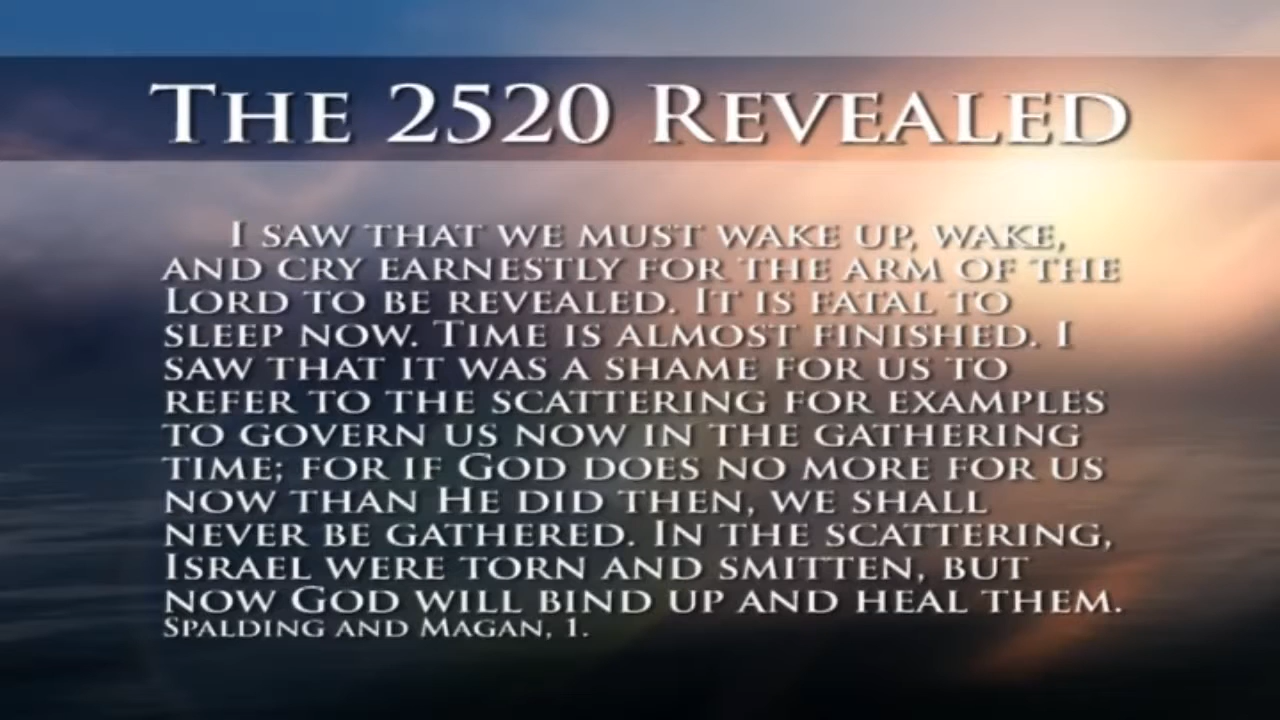 THE 2520 REVEALED
I SAW THAT WE MUST WAKE UP, WAKE,
AND CRY EARNESTLY FOR THE ARM OF THE
LORD TO BE REVEALED. IT IS FATAL TO
SLEEP NOW. TIME IS ALMOST FINISHED. I
SAW THAT IT WAS A SHAME FOR US TO
REFER TO THE SCATTERING FOR EXAMPLES
TO GOVERN US NOW IN THE GATHERING
TIME; FOR IF GOD DOES NO MORE FOR US
NOW THAN HE DID THEN, WE SHALL
NEVER BE GATHERED. IN THE SCATTERING,
ISRAEL WERE TORN AND SMITTEN, BUT
NOW GOD WILL BIND UP AND HEAL THEM.
SPALDING AND MAGAN, 1.